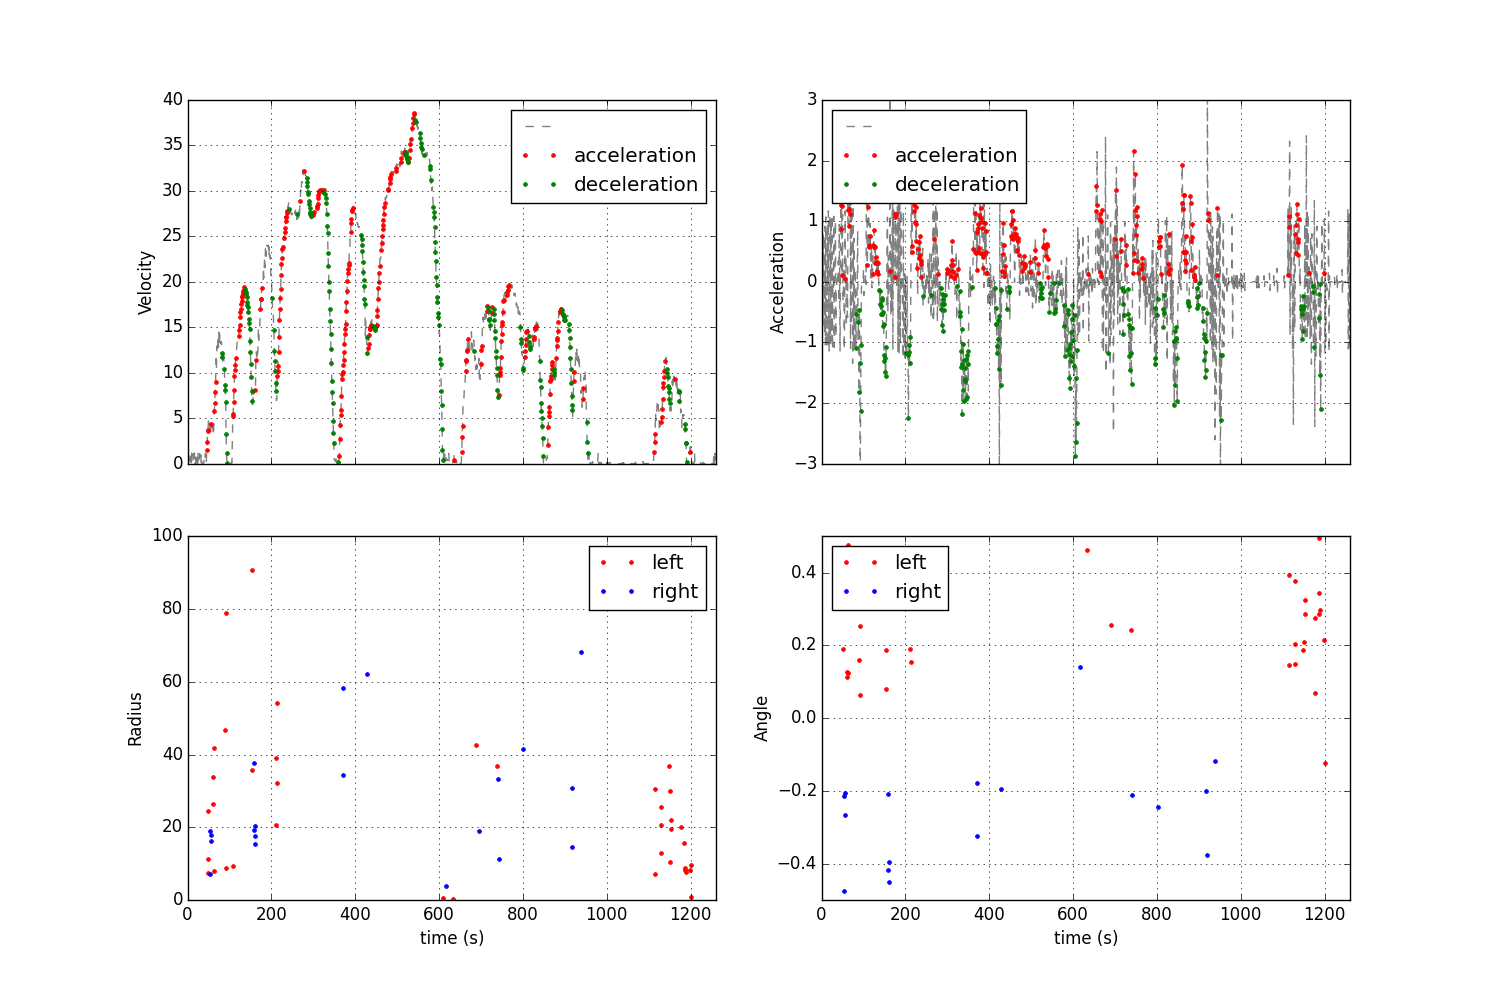 40
35
30
25
20
15
10
5
0
Velocity
acceleration
deceleration
3
2
1
0
−1
−2
−3
Acceleration
acceleration
deceleration
100
80
60
40
20
0
Radius
left
right
0 200 400 600 800 1000 1200
time (s)
0.4
0.2
0.0
−0.2
−0.4
Angle
left
right
0 200 400 600 800 1000 1200
time (s)